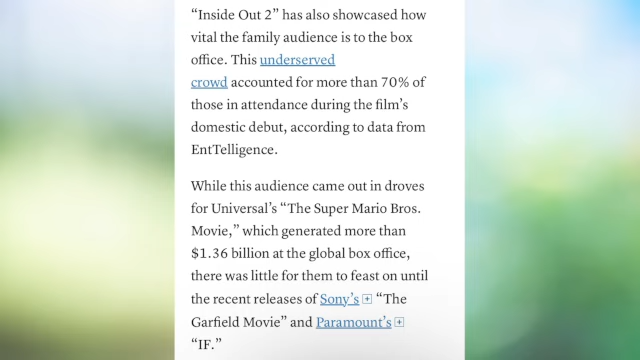 “Inside Out 2” has also showcased how
vital the family audience is to the box
office. This underserved
crowd accounted for more than 70% of
those in attendance during the film’s
domestic debut, according to data from
EntTelligence.
While this audience came out in droves
for Universal’s “The Super Mario Bros.
Movie,” which generated more than
$1.36 billion at the global box office,
there was little for them to feast on until
the recent releases of Sony’s “The
Garfield Movie” and Paramount’s
“IF.”